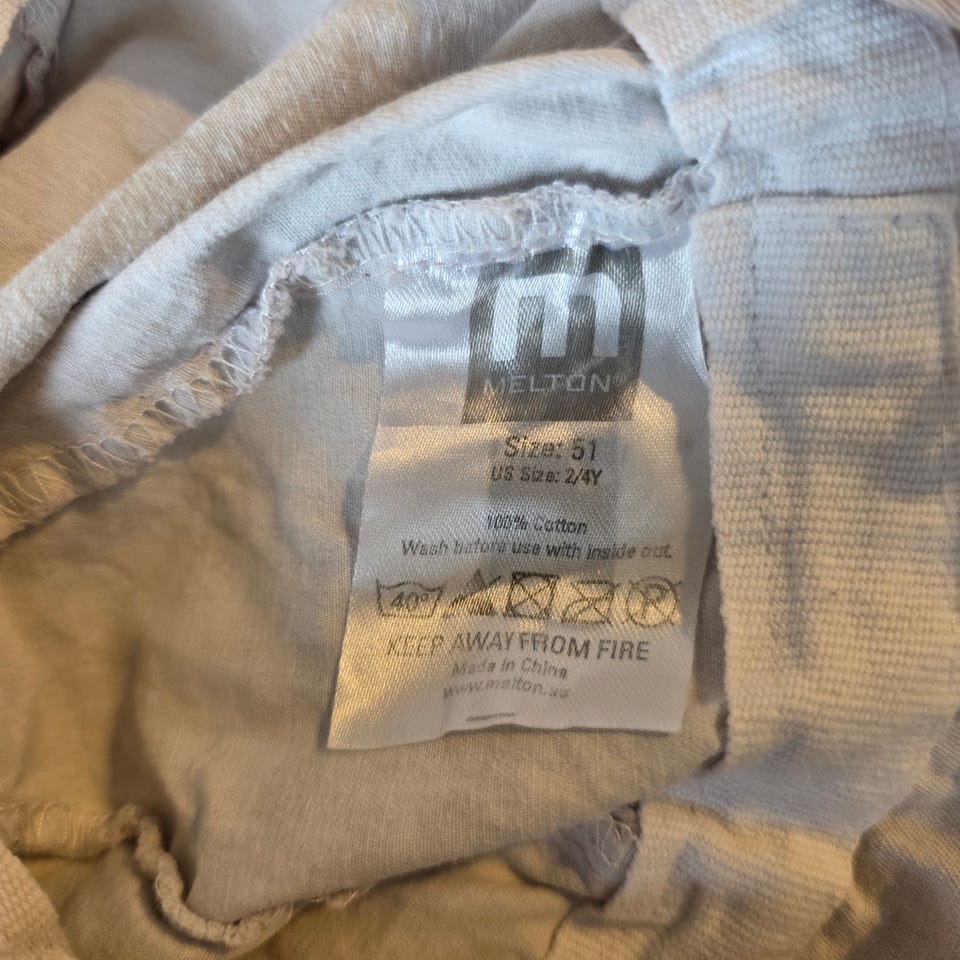 m
MELTON®
Size: 51
US Size: 2/4Y
100% Cotton
Wash before use with inside out.
40°
P
KEEP AWAY FROM FIRE
Made in China
www.melton.as